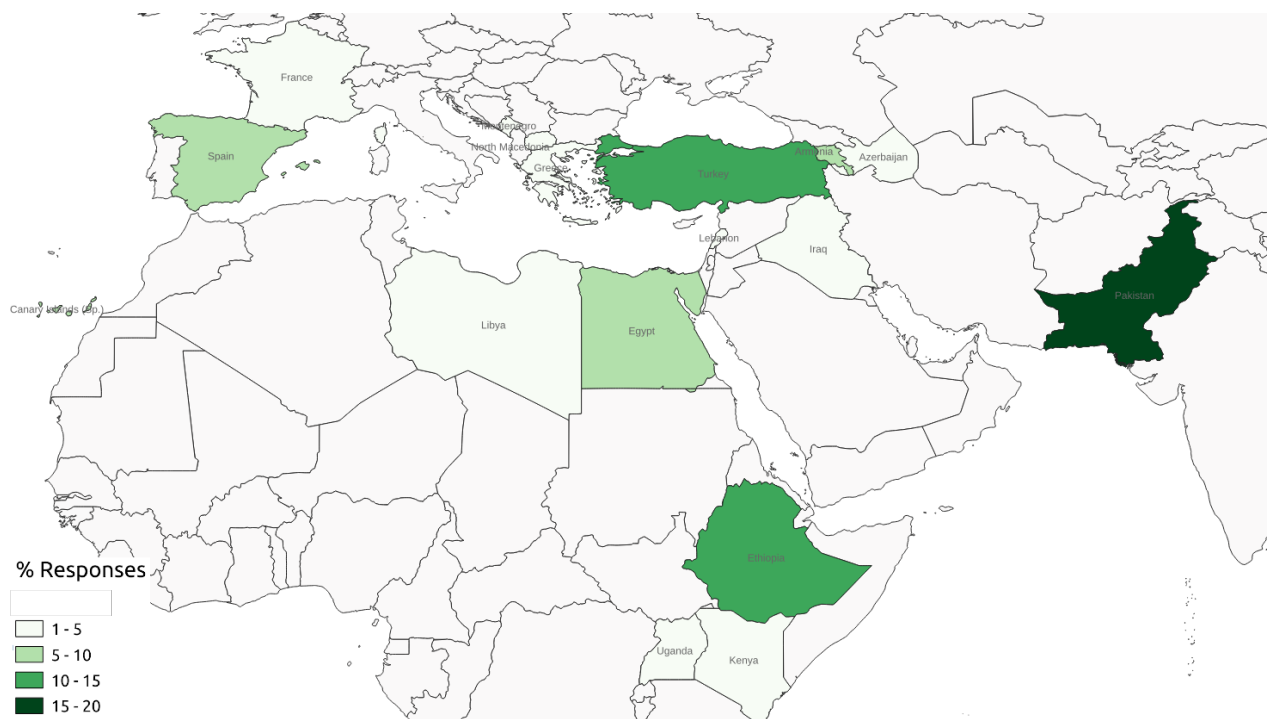 France
Montenegro
North Macedonia
Spain
Greece
Turkey
Armenia
Azerbaijan
Lebanon
Iraq
Pakistan
Canary Islands (Sp.)
Libya
Egypt
Ethiopia
Uganda
Kenya
% Responses
1 - 5
5 - 10
10 - 15
15 - 20